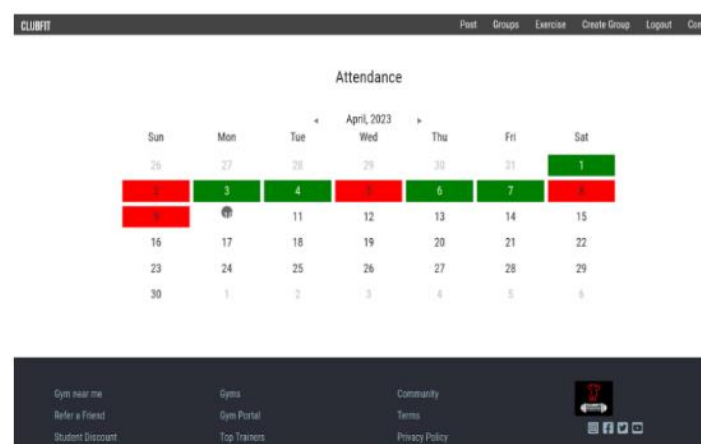 CLUBFIT Post Groups Exercise Create Group Logout
Attendance
◂ April, 2023 ▸
Sun Mon Tue Wed Thu Fri Sat
26 27 28 29 30 31 1
2 3 4 5 6 7 8
9 11 12 13 14 15
16 17 18 19 20 21 22
23 24 25 26 27 28 29
30 1 2 3 4 5 6
Gym near me Gyms Community
Refer a Friend Gym Portal Terms
Student Discount Top Trainers Privacy Policy